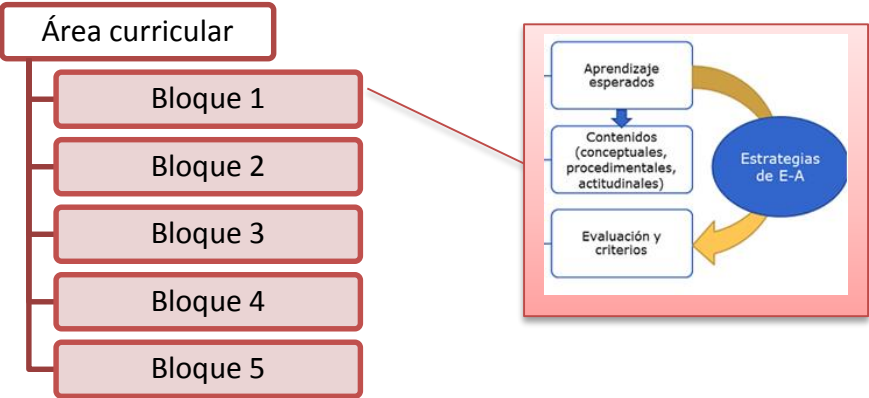 Área curricular
Bloque 1
Bloque 2
Bloque 3
Bloque 4
Bloque 5
Aprendizaje
esperados
Contenidos
(conceptuales,
procedimentales,
actitudinales)
Estrategias
de E-A
Evaluación y
criterios